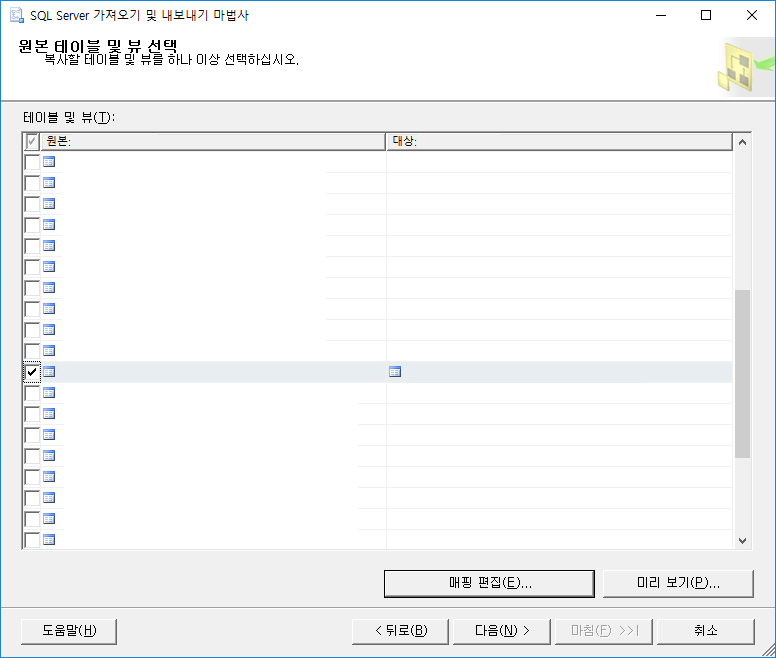 SQL Server 가져오기 및 내보내기 마법사
원본 테이블 및 뷰 선택
복사할 테이블 및 뷰를 하나 이상 선택하십시오.
테이블 및 뷰(T):
원본: 대상:
매핑 편집(E)... 미리 보기(P)...
도움말(H) < 뒤로(B) 다음(N) > 마침(F) >>| 취소